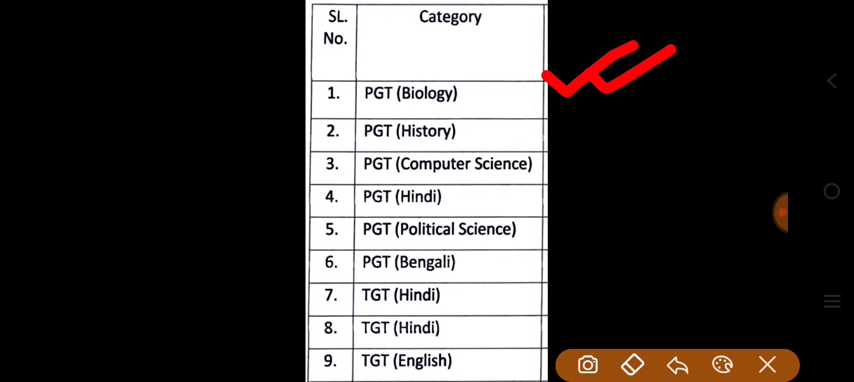 SL. No. Category
1. PGT (Biology)
2. PGT (History)
3. PGT (Computer Science)
4. PGT (Hindi)
5. PGT (Political Science)
6. PGT (Bengali)
7. TGT (Hindi)
8. TGT (Hindi)
9. TGT (English)